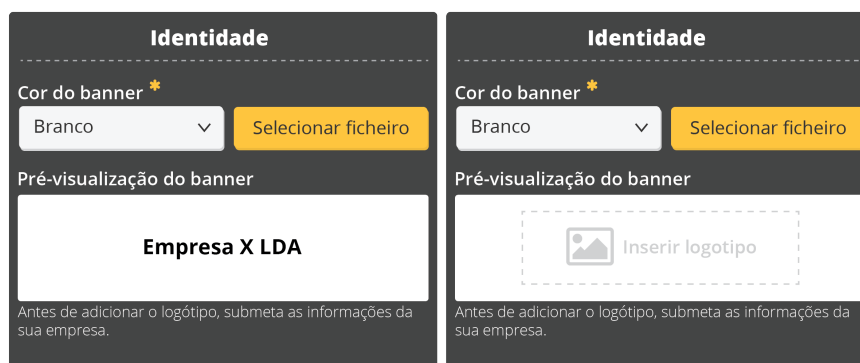 Identidade
Cor do banner *
Branco
Selecionar ficheiro
Pré-visualização do banner
Empresa X LDA
Antes de adicionar o logótipo, submeta as informações da
sua empresa.
Identidade
Cor do banner *
Branco
Selecionar ficheiro
Pré-visualização do banner
Inserir logotipo
Antes de adicionar o logótipo, submeta as informações da
sua empresa.